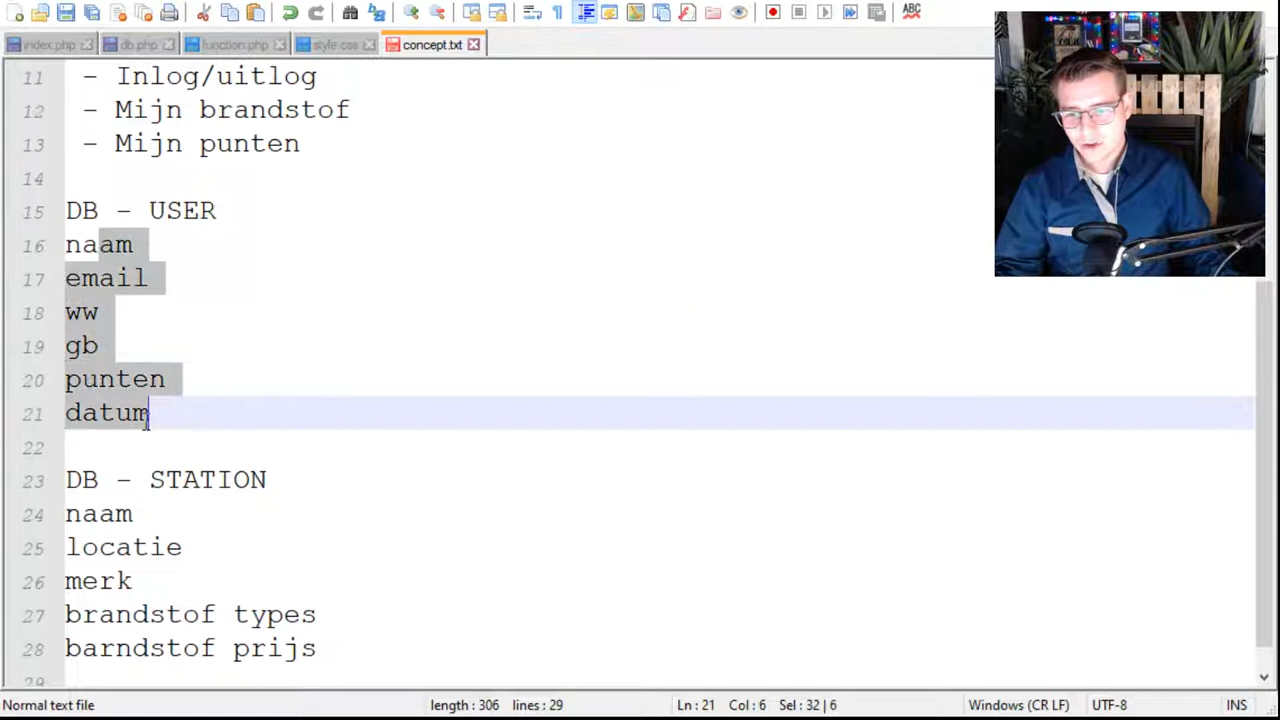 index.php db.php function.php style.css concept.txt
11 - Inlog/uitlog
12 - Mijn brandstof
13 - Mijn punten
14
15 DB - USER
16 naam
17 email
18 ww
19 gb
20 punten
21 datum
22
23 DB - STATION
24 naam
25 locatie
26 merk
27 brandstof types
28 barndstof prijs
29
Normal text file length : 306 lines : 29 Ln : 21 Col : 6 Sel : 32 | 6 Windows (CR LF) UTF-8 INS